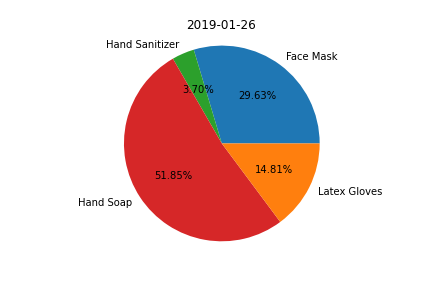 2019-01-26
Hand Sanitizer
Face Mask
3.70%
29.63%
51.85%
14.81%
Latex Gloves
Hand Soap